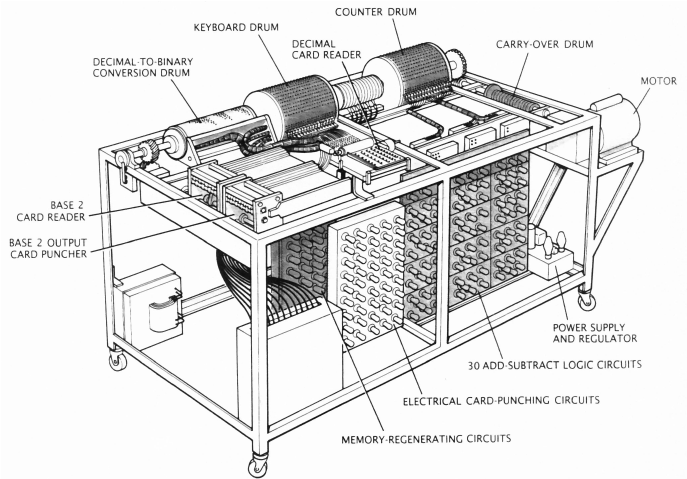 COUNTER DRUM
KEYBOARD DRUM
DECIMAL
CARD READER
CARRY-OVER DRUM
DECIMAL-TO-BINARY
CONVERSION DRUM
MOTOR
BASE 2
CARD READER
BASE 2 OUTPUT
CARD PUNCHER
POWER SUPPLY
AND REGULATOR
30 ADD-SUBTRACT LOGIC CIRCUITS
ELECTRICAL CARD-PUNCHING CIRCUITS
MEMORY-REGENERATING CIRCUITS